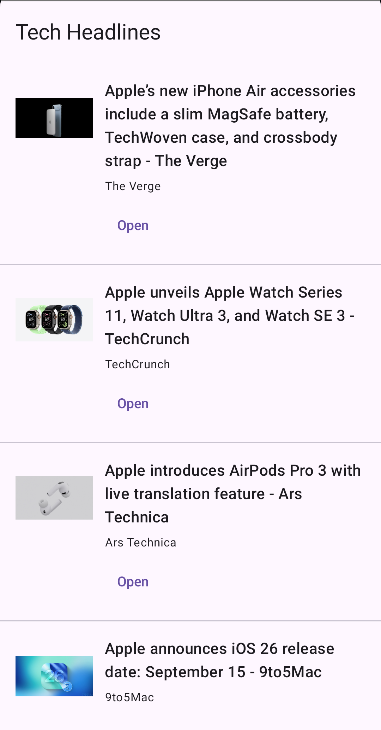 Tech Headlines
Apple’s new iPhone Air accessories
include a slim MagSafe battery,
TechWoven case, and crossbody
strap - The Verge
The Verge
Open
Apple unveils Apple Watch Series
11, Watch Ultra 3, and Watch SE 3 -
TechCrunch
TechCrunch
Open
Apple introduces AirPods Pro 3 with
live translation feature - Ars
Technica
Ars Technica
Open
Apple announces iOS 26 release
date: September 15 - 9to5Mac
9to5Mac